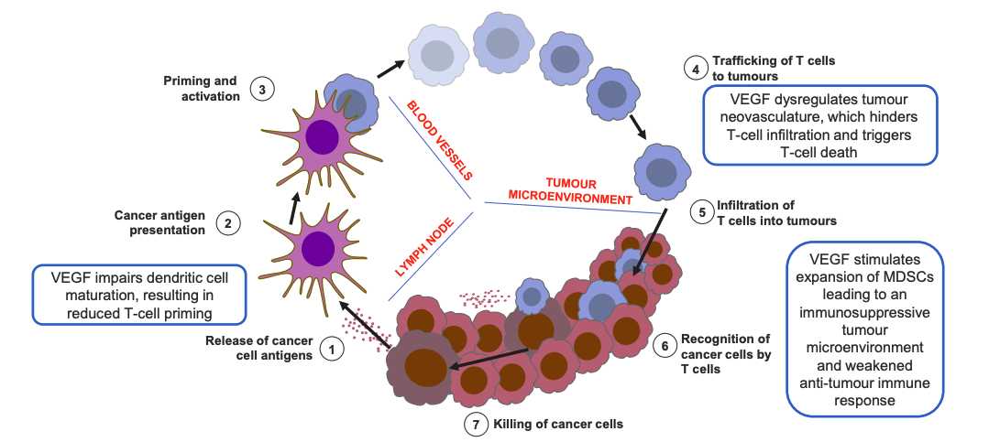 Priming and
activation
3
4
Trafficking of T cells
to tumours
VEGF dysregulates tumour
neovasculature, which hinders
T-cell infiltration and triggers
T-cell death
BLOOD VESSELS
TUMOUR
MICROENVIRONMENT
LYMPH NODE
Cancer antigen
presentation
2
VEGF impairs dendritic cell
maturation, resulting in
reduced T-cell priming
5
Infiltration of
T cells into tumours
VEGF stimulates
expansion of MDSCs
leading to an
immunosuppressive
tumour
microenvironment
and weakened
anti-tumour immune
response
Release of cancer
cell antigens
1
6
Recognition of
cancer cells by
T cells
7
Killing of cancer cells